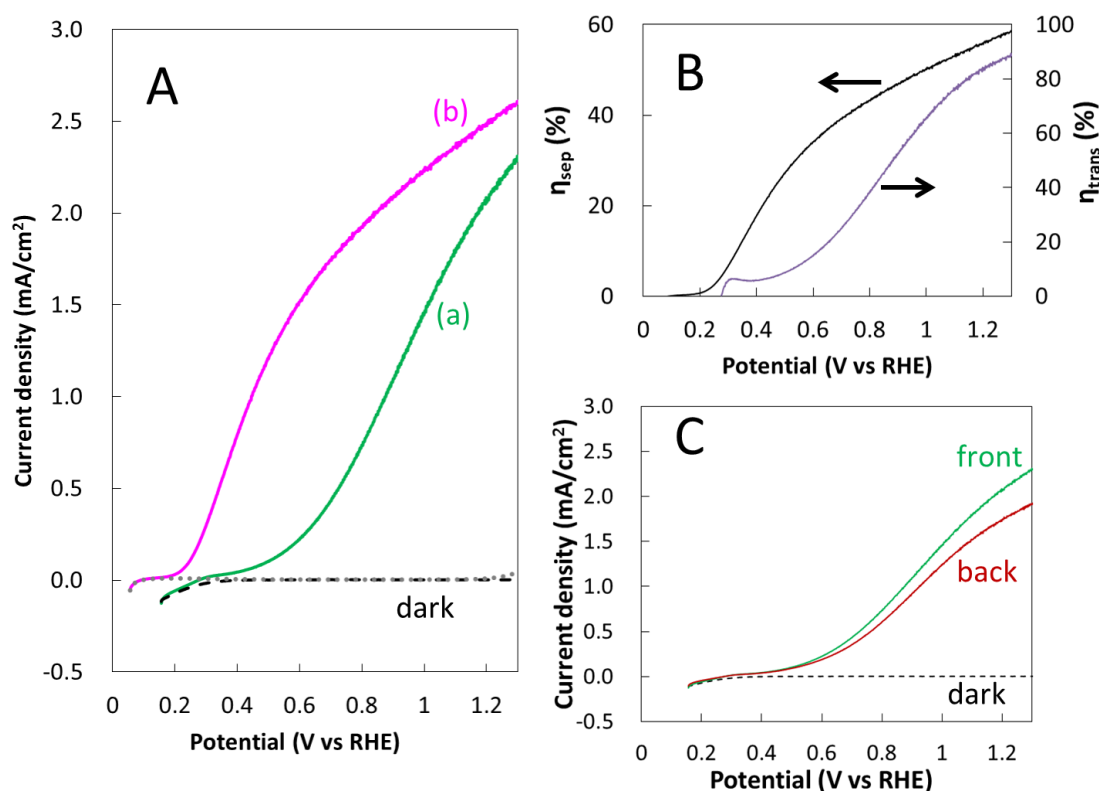 A
3.0
2.5
2.0
1.5
1.0
0.5
0.0
-0.5
Current density (mA/cm²)
(b)
(a)
dark
0 0.2 0.4 0.6 0.8 1 1.2
Potential (V vs RHE)
B
60
40
20
0
ηsep (%)
100
80
60
40
20
0
ηtrans (%)
0 0.2 0.4 0.6 0.8 1 1.2
Potential (V vs RHE)
C
3.0
2.5
2.0
1.5
1.0
0.5
0.0
-0.5
Current density (mA/cm²)
front
back
dark
0 0.2 0.4 0.6 0.8 1 1.2
Potential (V vs RHE)